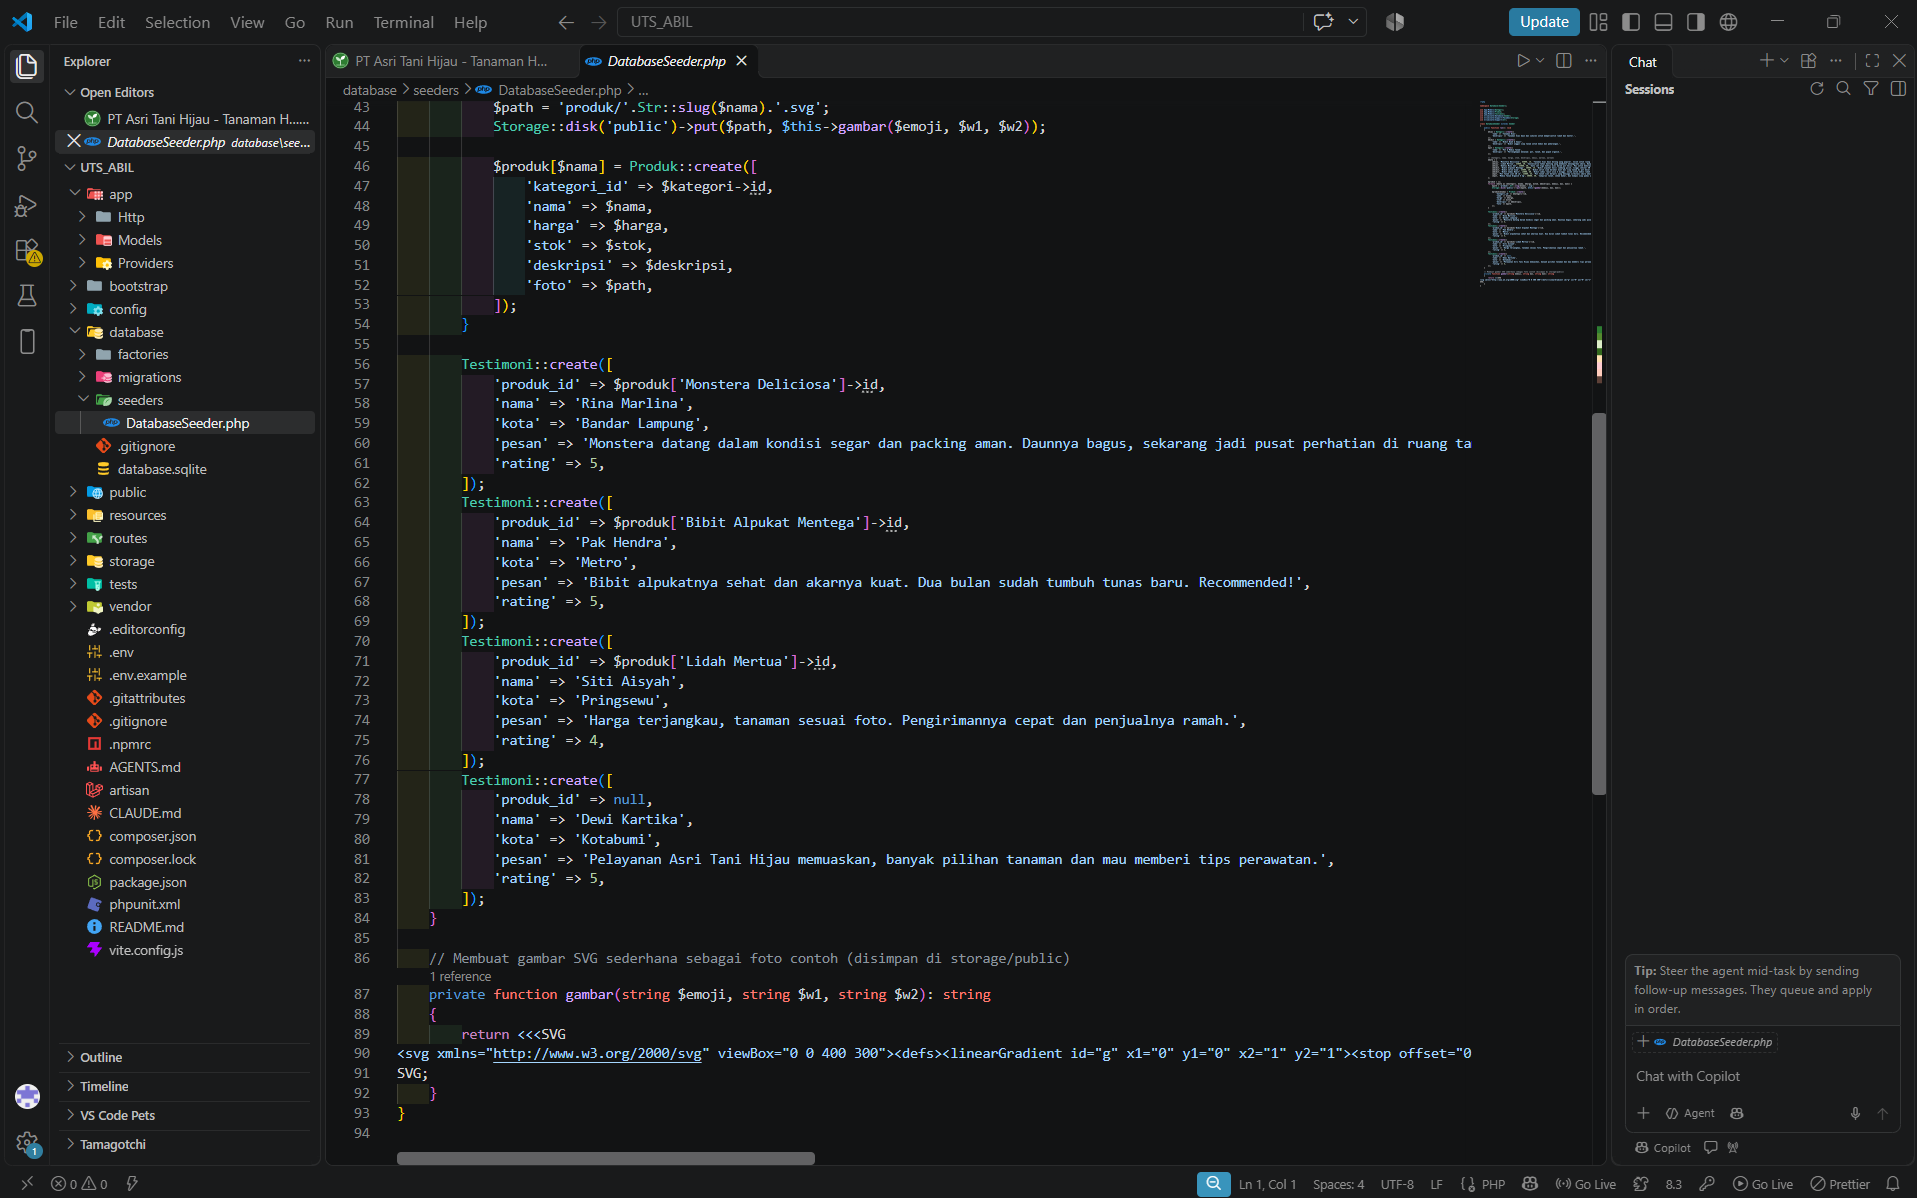 File Edit Selection View Go Run Terminal Help
UTS_ABIL
Update
Explorer
Open Editors
PT Asri Tani Hijau - Tanaman H......
DatabaseSeeder.php database\see...
UTS_ABIL
app
Http
Models
Providers
bootstrap
config
database
factories
migrations
seeders
DatabaseSeeder.php
.gitignore
database.sqlite
public
resources
routes
storage
tests
vendor
.editorconfig
.env
.env.example
.gitattributes
.gitignore
.npmrc
AGENTS.md
artisan
CLAUDE.md
composer.json
composer.lock
package.json
phpunit.xml
README.md
vite.config.js
Outline
Timeline
VS Code Pets
Tamagotchi
PT Asri Tani Hijau - Tanaman H...
DatabaseSeeder.php
database > seeders > DatabaseSeeder.php > ...
43 $path = 'produk/'.Str::slug($nama).'.svg';
44 Storage::disk('public')->put($path, $this->gambar($emoji, $w1, $w2));
45
46 $produk[$nama] = Produk::create([
47 'kategori_id' => $kategori->id,
48 'nama' => $nama,
49 'harga' => $harga,
50 'stok' => $stok,
51 'deskripsi' => $deskripsi,
52 'foto' => $path,
53 ]);
54 }
55
56 Testimoni::create([
57 'produk_id' => $produk['Monstera Deliciosa']->id,
58 'nama' => 'Rina Marlina',
59 'kota' => 'Bandar Lampung',
60 'pesan' => 'Monstera datang dalam kondisi segar dan packing aman. Daunnya bagus, sekarang jadi pusat perhatian di ruang ta
61 'rating' => 5,
62 ]);
63 Testimoni::create([
64 'produk_id' => $produk['Bibit Alpukat Mentega']->id,
65 'nama' => 'Pak Hendra',
66 'kota' => 'Metro',
67 'pesan' => 'Bibit alpukatnya sehat dan akarnya kuat. Dua bulan sudah tumbuh tunas baru. Recommended!',
68 'rating' => 5,
69 ]);
70 Testimoni::create([
71 'produk_id' => $produk['Lidah Mertua']->id,
72 'nama' => 'Siti Aisyah',
73 'kota' => 'Pringsewu',
74 'pesan' => 'Harga terjangkau, tanaman sesuai foto. Pengirimannya cepat dan penjualnya ramah.',
75 'rating' => 4,
76 ]);
77 Testimoni::create([
78 'produk_id' => null,
79 'nama' => 'Dewi Kartika',
80 'kota' => 'Kotabumi',
81 'pesan' => 'Pelayanan Asri Tani Hijau memuaskan, banyak pilihan tanaman dan mau memberi tips perawatan.',
82 'rating' => 5,
83 ]);
84 }
85
86 // Membuat gambar SVG sederhana sebagai foto contoh (disimpan di storage/public)
1 reference
87 private function gambar(string $emoji, string $w1, string $w2): string
88 {
89 return <<<SVG
90 <svg xmlns="http://www.w3.org/2000/svg" viewBox="0 0 400 300"><defs><linearGradient id="g" x1="0" y1="0" x2="1" y2="1"><stop offset="0
91 SVG;
92 }
93 }
94
Chat
Sessions
Tip: Steer the agent mid-task by sending
follow-up messages. They queue and apply
in order.
DatabaseSeeder.php
Chat with Copilot
Agent
Copilot
1
0 0
Ln 1, Col 1 Spaces: 4 UTF-8 LF PHP Go Live 8.3 Go Live Prettier